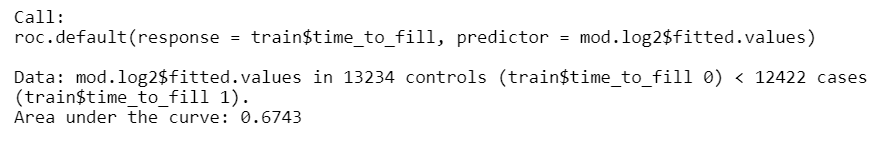 Call:
roc.default(response = train$time_to_fill, predictor = mod.log2$fitted.values)
Data: mod.log2$fitted.values in 13234 controls (train$time_to_fill 0) < 12422 cases
(train$time_to_fill 1).
Area under the curve: 0.6743